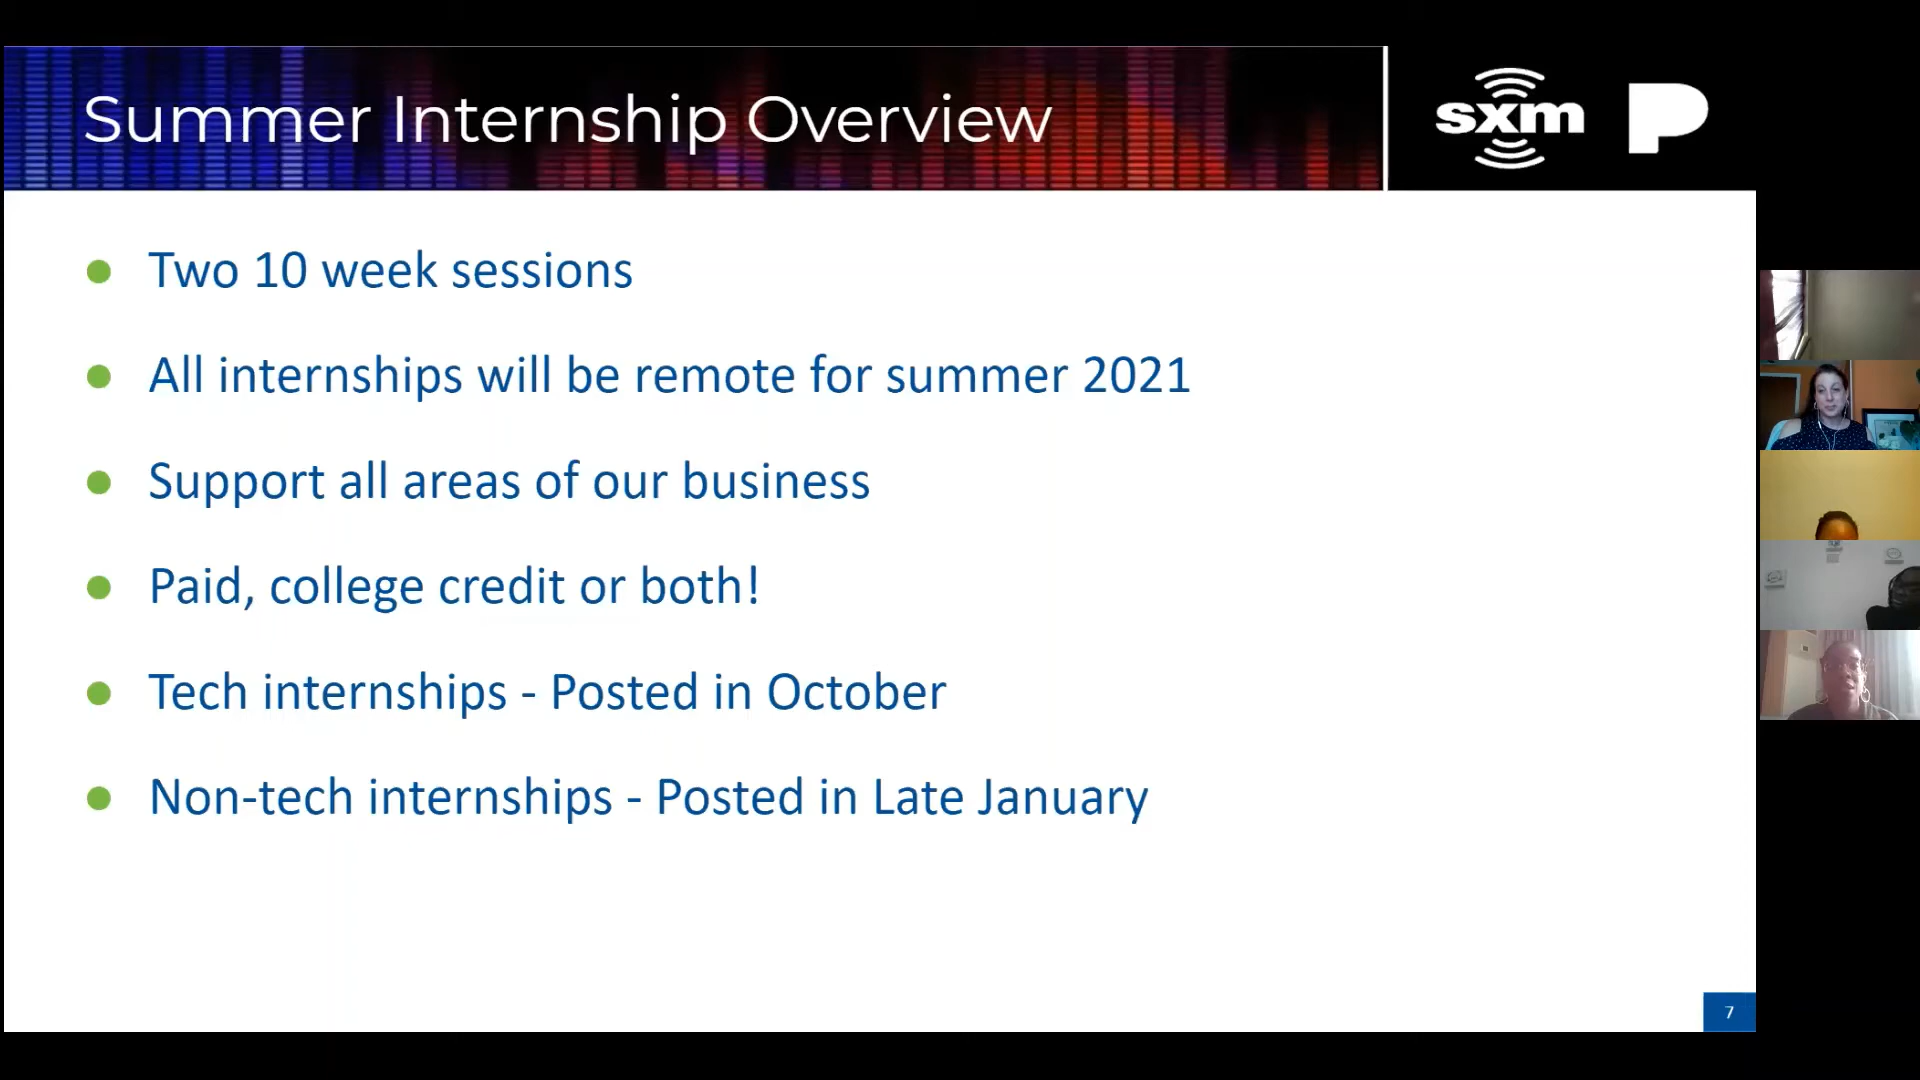 Summer Internship Overview
sxm
Two 10 week sessions
All internships will be remote for summer 2021
Support all areas of our business
Paid, college credit or both!
Tech internships - Posted in October
Non-tech internships - Posted in Late January
7